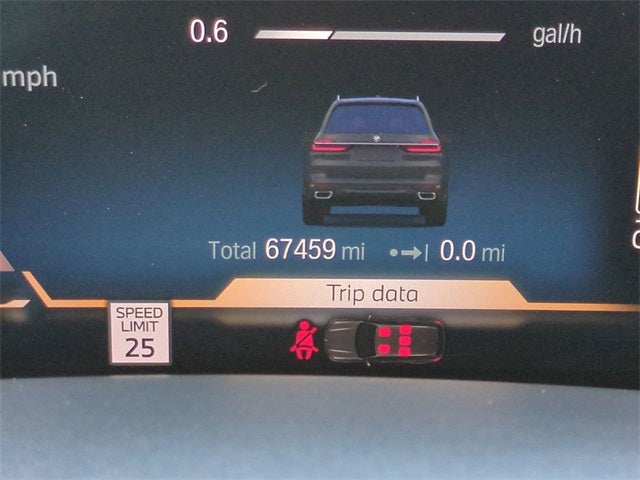 0.6 gal/h
mph
Total 67459 mi 0.0 mi
Trip data
SPEED
LIMIT
25